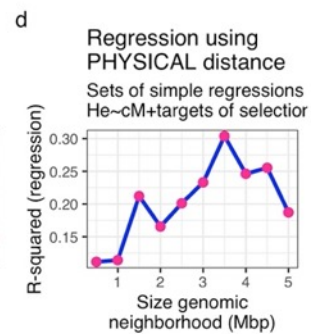 d
Regression using
PHYSICAL distance
Sets of simple regressions
He~cM+targets of selectior
R-squared (regression)
0.30
0.25
0.20
0.15
1 2 3 4 5
Size genomic
neighborhood (Mbp)